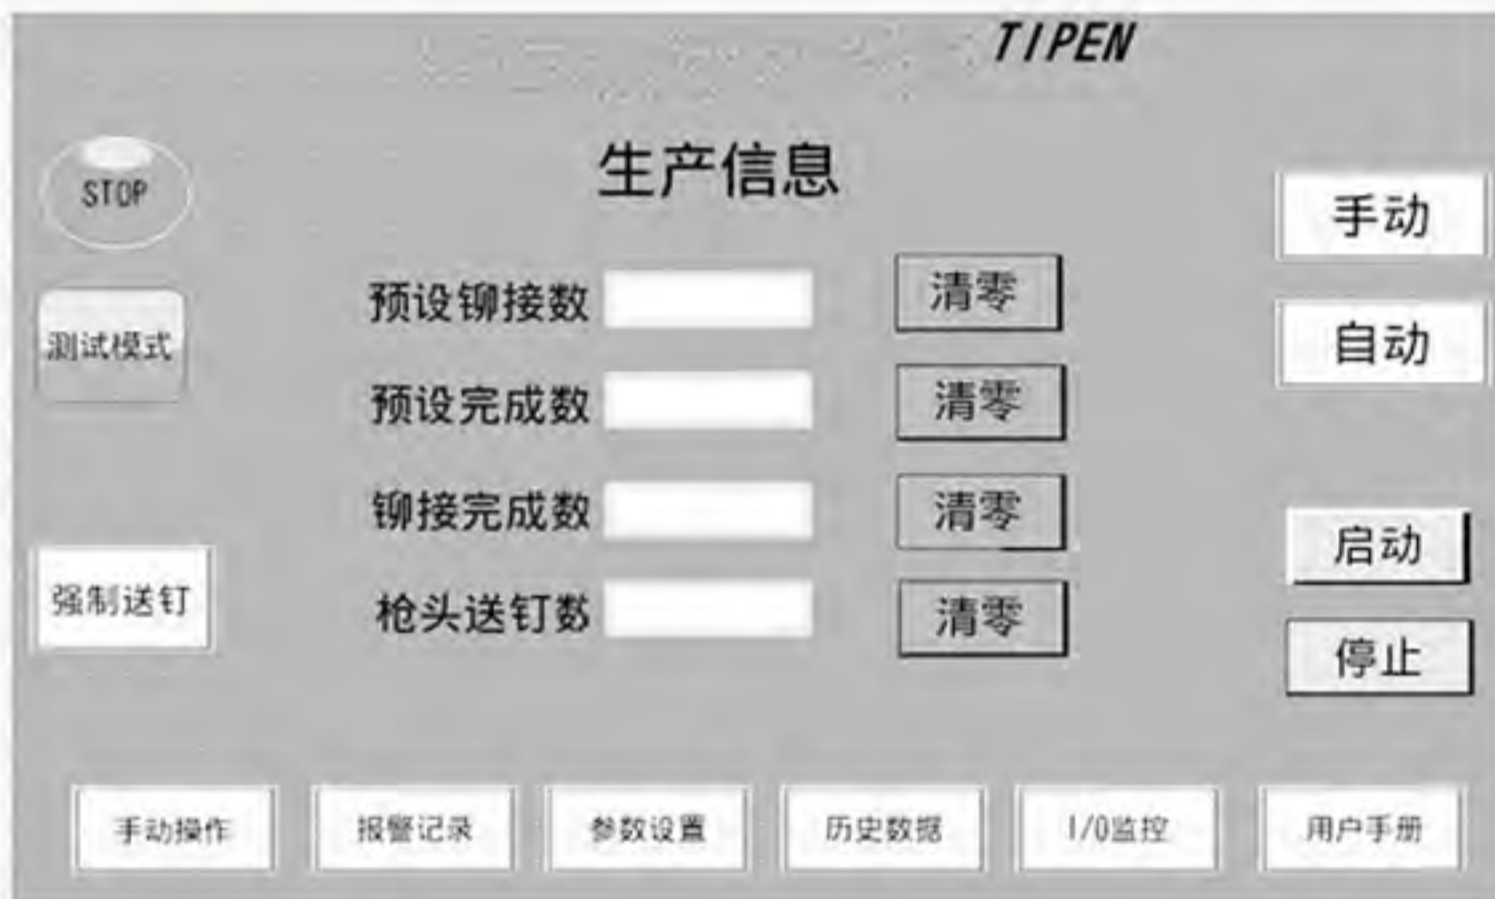 TIPEN
生产信息
STOP
手动
预设铆接数
清零
测试模式
自动
预设完成数
清零
铆接完成数
清零
启动
强制送钉
枪头送钉数
清零
停止
手动操作
报警记录
参数设置
历史数据
I/O监控
用户手册